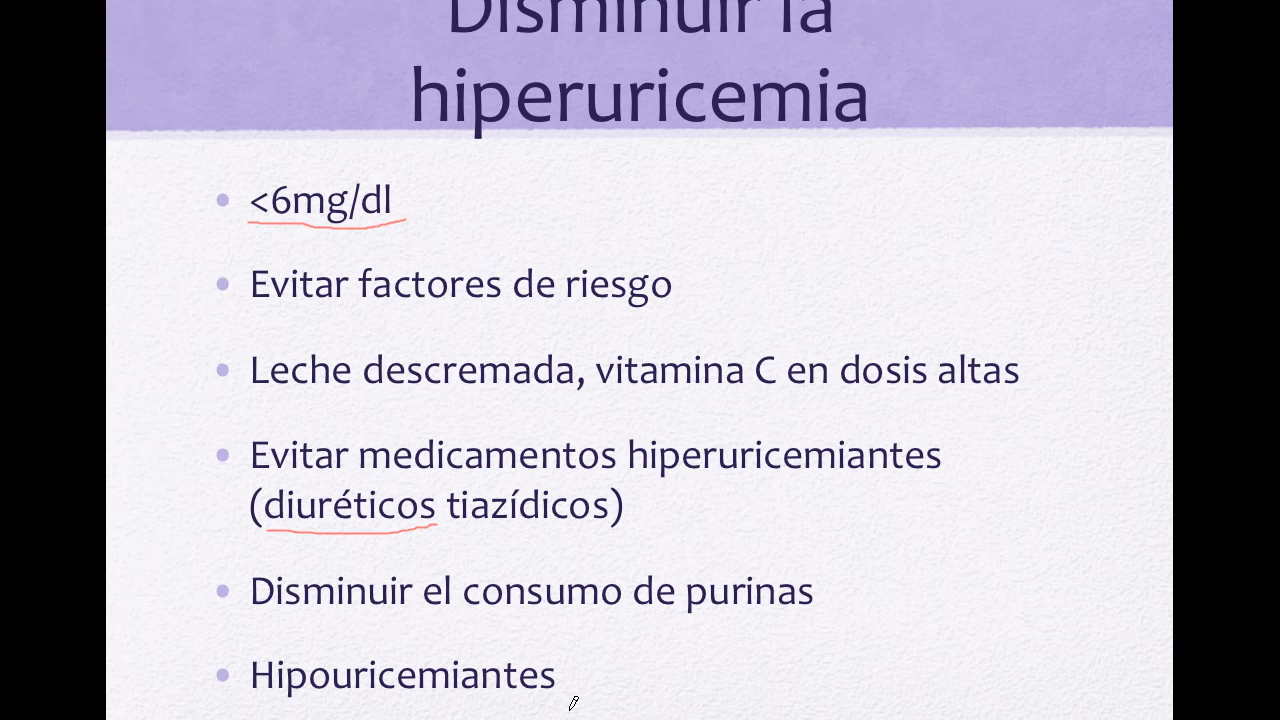 Disminuir la
hiperuricemia
<6mg/dl
Evitar factores de riesgo
Leche descremada, vitamina C en dosis altas
Evitar medicamentos hiperuricemiantes
(diuréticos tiazídicos)
Disminuir el consumo de purinas
Hipouricemiantes